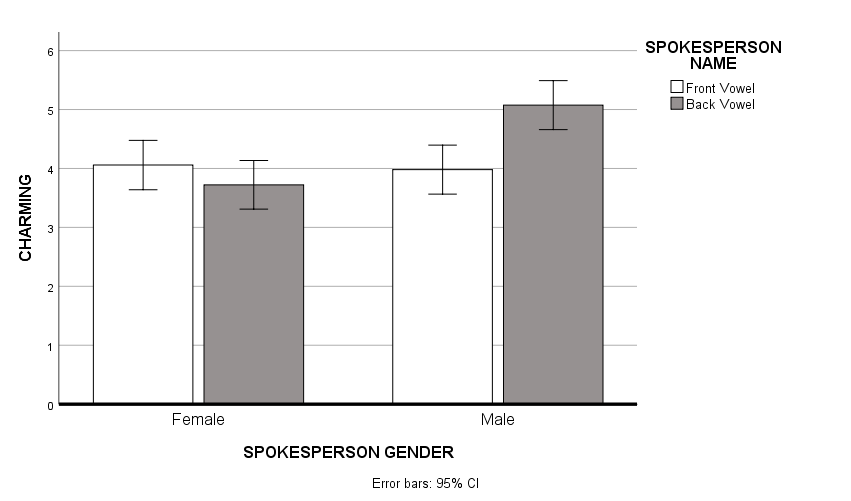 SPOKESPERSON
NAME
Front Vowel
Back Vowel
CHARMING
6
5
4
3
2
1
0
Female
Male
SPOKESPERSON GENDER
Error bars: 95% CI